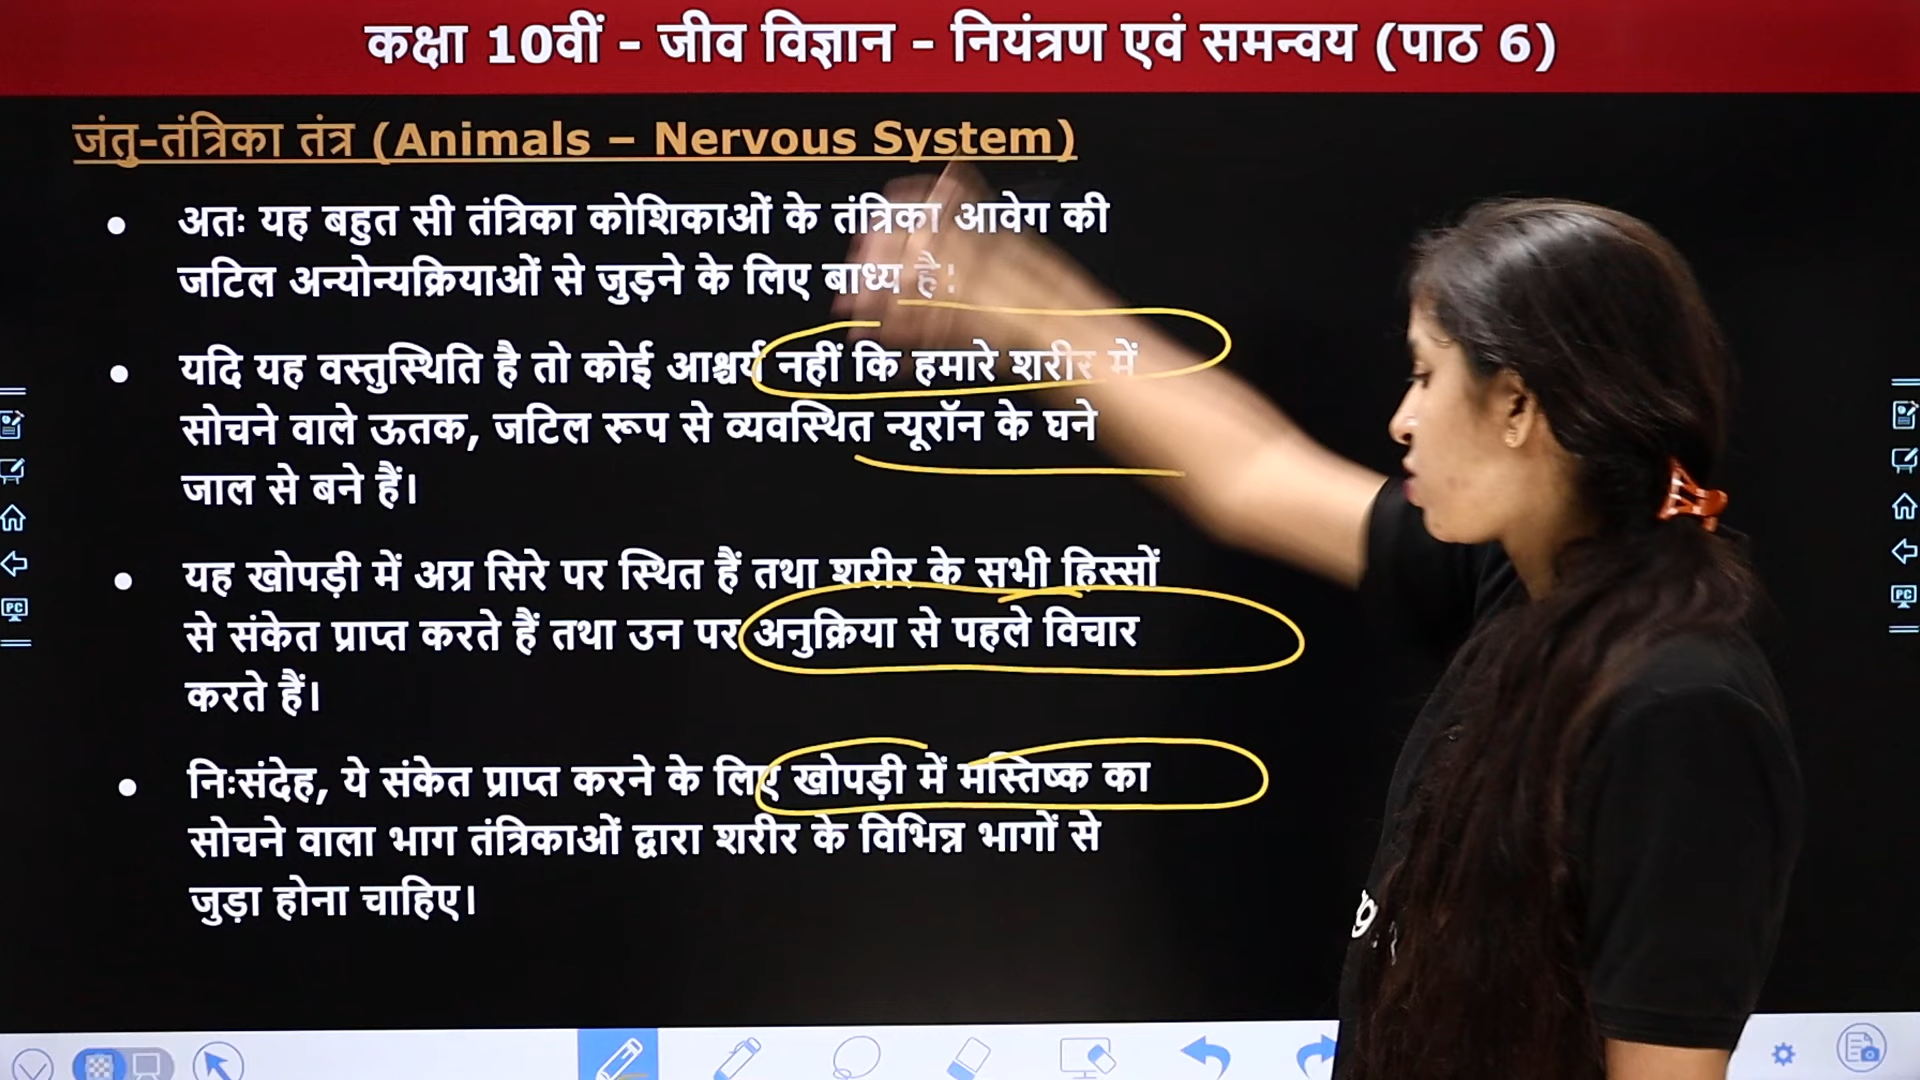 कक्षा 10वीं - जीव विज्ञान - नियंत्रण एवं समन्वय (पाठ 6)
जंतु-तंत्रिका तंत्र (Animals – Nervous System)
• अतः यह बहुत सी तंत्रिका कोशिकाओं के तंत्रिका आवेग की
जटिल अन्योन्यक्रियाओं से जुड़ने के लिए बाध्य है।
• यदि यह वस्तुस्थिति है तो कोई आश्चर्य नहीं कि हमारे शरीर में
सोचने वाले ऊतक, जटिल रूप से व्यवस्थित न्यूरॉन के घने
जाल से बने हैं।
• यह खोपड़ी में अग्र सिरे पर स्थित हैं तथा शरीर के सभी हिस्सों
से संकेत प्राप्त करते हैं तथा उन पर अनुक्रिया से पहले विचार
करते हैं।
• निःसंदेह, ये संकेत प्राप्त करने के लिए खोपड़ी में मस्तिष्क का
सोचने वाला भाग तंत्रिकाओं द्वारा शरीर के विभिन्न भागों से
जुड़ा होना चाहिए।
PC
PC